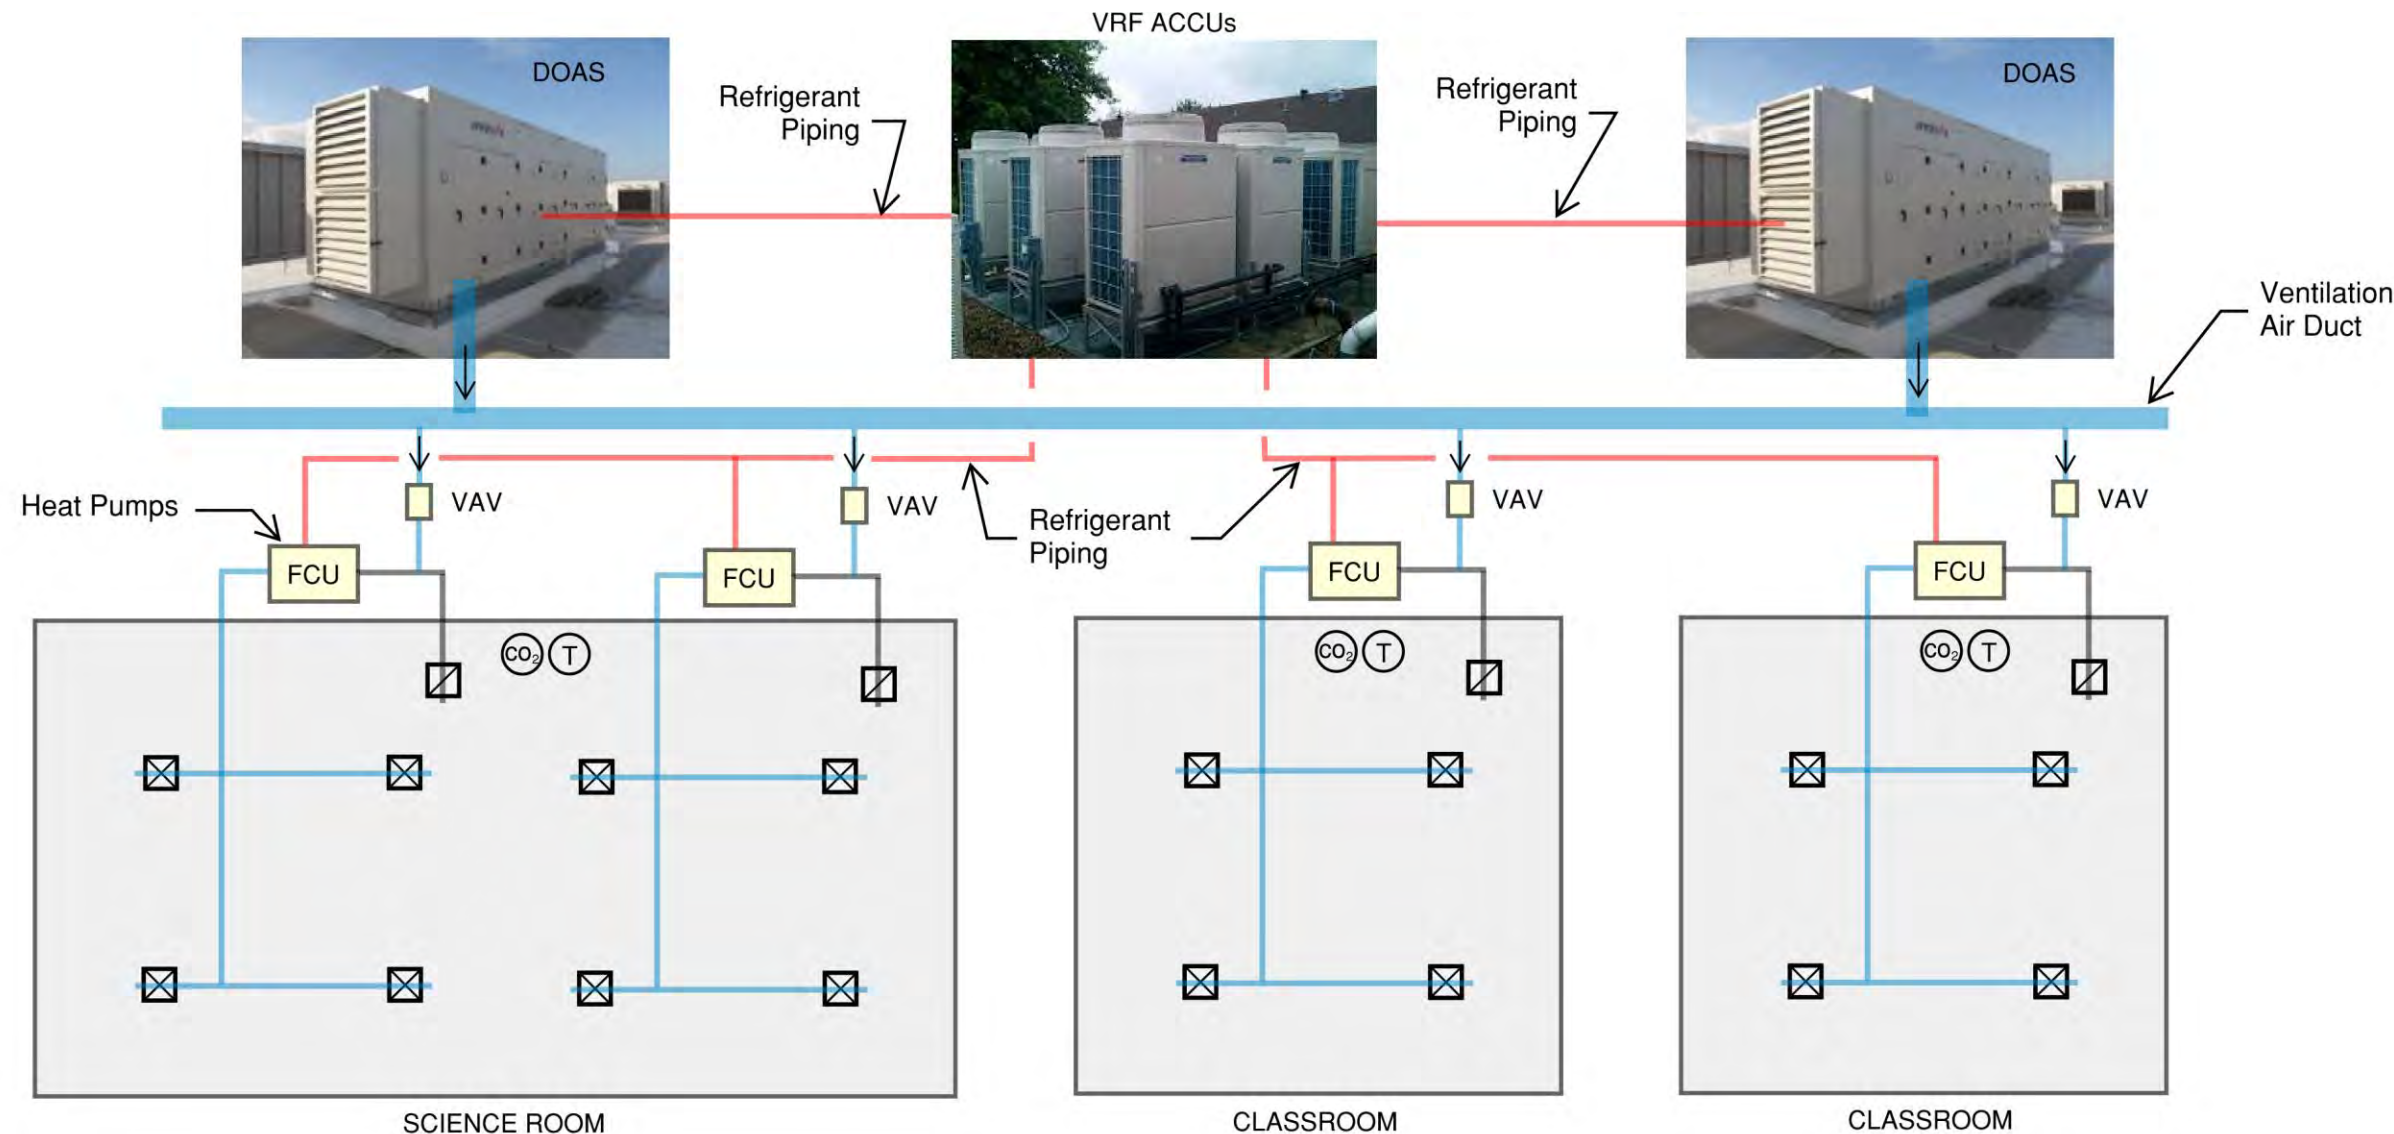 VRF ACCUs
DOAS
Refrigerant
Piping
Refrigerant
Piping
DOAS
Ventilation
Air Duct
Heat Pumps
VAV
VAV
Refrigerant
Piping
VAV
VAV
FCU
FCU
FCU
FCU
CO₂ T
CO₂ T
CO₂ T
SCIENCE ROOM
CLASSROOM
CLASSROOM